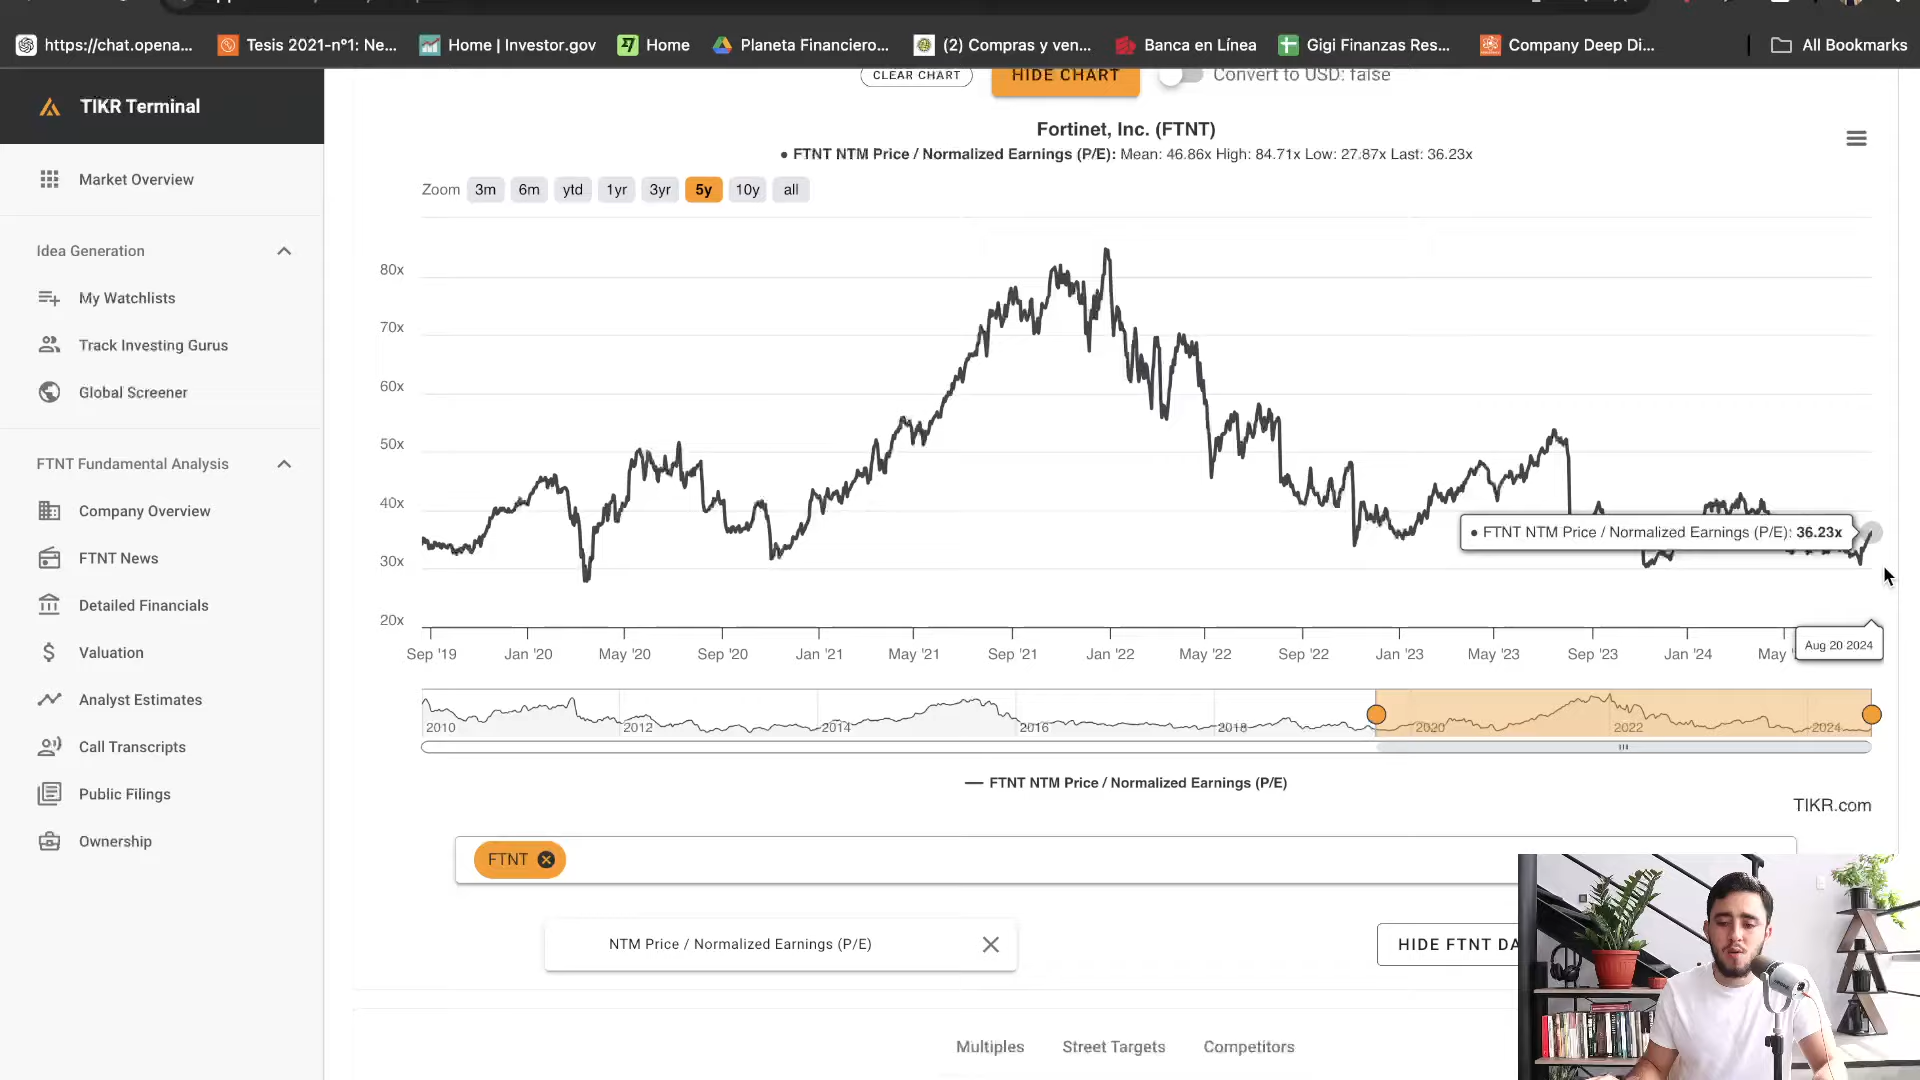 https://chat.opena...
Tesis 2021-nº1: Ne...
Home | Investor.gov
Home
Planeta Financiero...
(2) Compras y ven...
Banca en Línea
Gigi Finanzas Res...
Company Deep Di...
All Bookmarks
TIKR Terminal
Market Overview
Idea Generation
My Watchlists
Track Investing Gurus
Global Screener
FTNT Fundamental Analysis
Company Overview
FTNT News
Detailed Financials
Valuation
Analyst Estimates
Call Transcripts
Public Filings
Ownership
CLEAR CHART
HIDE CHART
Convert to USD: false
Fortinet, Inc. (FTNT)
● FTNT NTM Price / Normalized Earnings (P/E): Mean: 46.86x High: 84.71x Low: 27.87x Last: 36.23x
Zoom 3m 6m ytd 1yr 3yr 5y 10y all
80x
70x
60x
50x
40x
30x
20x
● FTNT NTM Price / Normalized Earnings (P/E): 36.23x
Sep '19 Jan '20 May '20 Sep '20 Jan '21 May '21 Sep '21 Jan '22 May '22 Sep '22 Jan '23 May '23 Sep '23 Jan '24 May
Aug 20 2024
2010 2012 2014 2016 2018 2020 2022 2024
FTNT NTM Price / Normalized Earnings (P/E)
TIKR.com
FTNT
NTM Price / Normalized Earnings (P/E)
HIDE FTNT DA
Multiples
Street Targets
Competitors